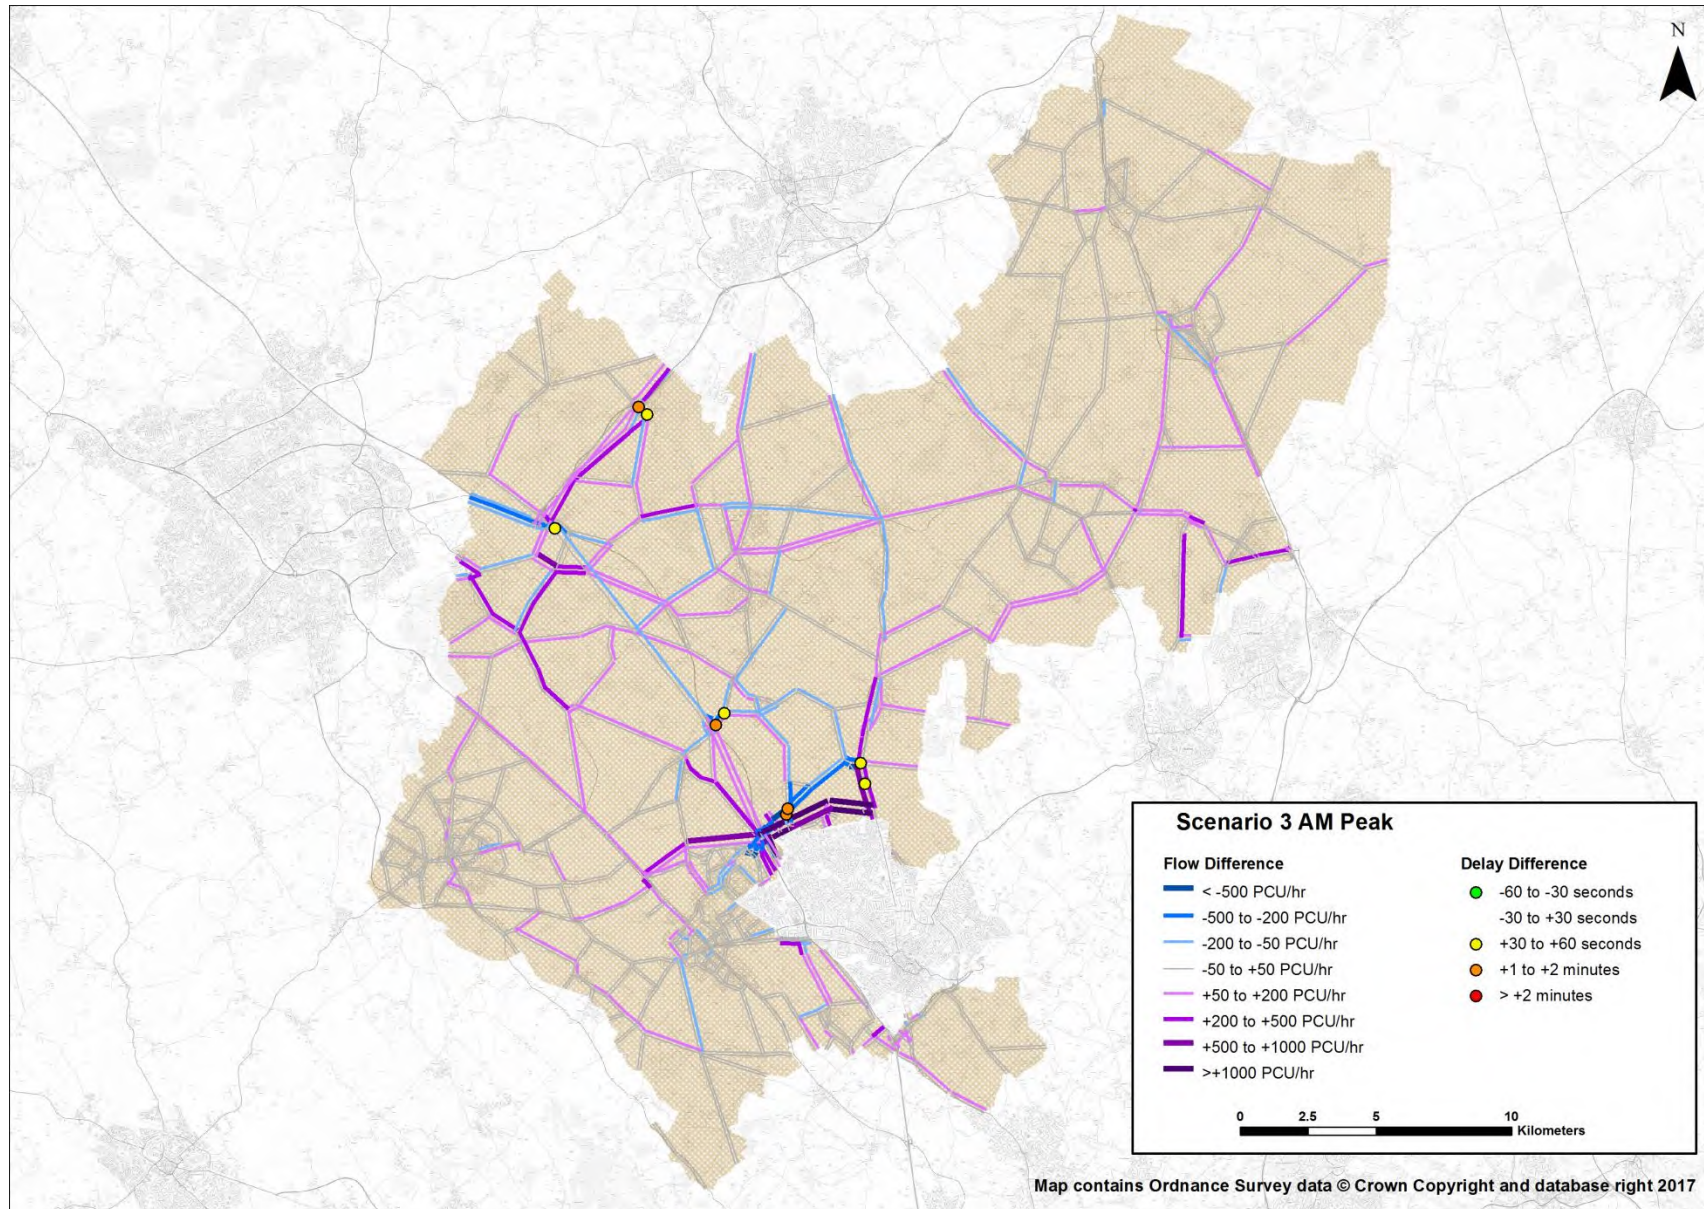 N
Scenario 3 AM Peak
Flow Difference
< -500 PCU/hr
-500 to -200 PCU/hr
-200 to -50 PCU/hr
-50 to +50 PCU/hr
+50 to +200 PCU/hr
+200 to +500 PCU/hr
+500 to +1000 PCU/hr
>+1000 PCU/hr
Delay Difference
-60 to -30 seconds
-30 to +30 seconds
+30 to +60 seconds
+1 to +2 minutes
> +2 minutes
0 2.5 5 10
Kilometers
Map contains Ordnance Survey data © Crown Copyright and database right 2017